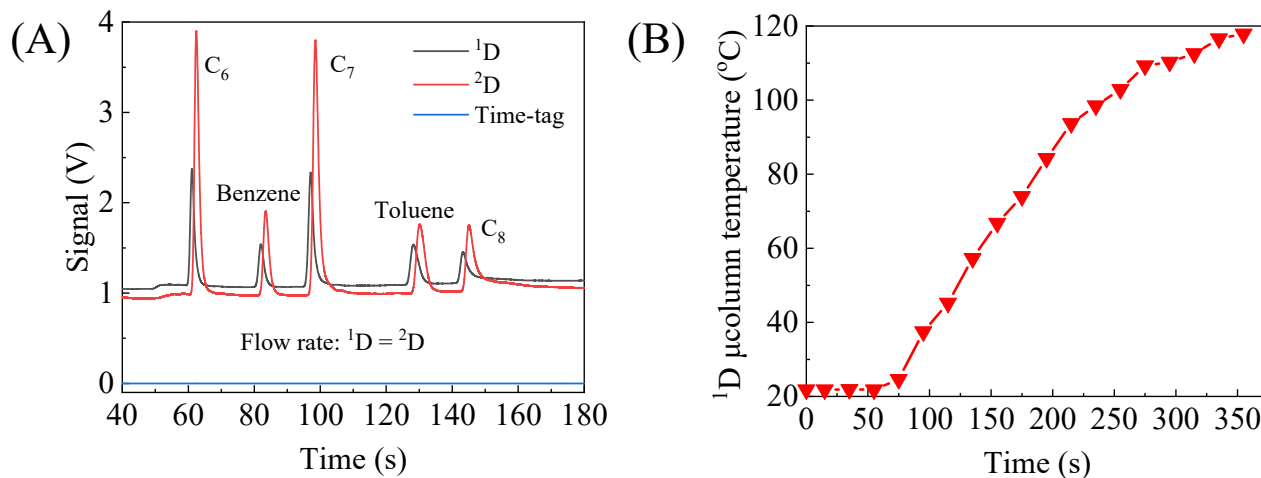 (A)
4
3
2
1
0
Signal (V)
40 60 80 100 120 140 160 180
Time (s)
C₆
C₇
Benzene
Toluene
C₈
¹D
²D
Time-tag
Flow rate: ¹D = ²D
(B)
120
100
80
60
40
20
¹D µcolumn temperature (°C)
0 50 100 150 200 250 300 350
Time (s)